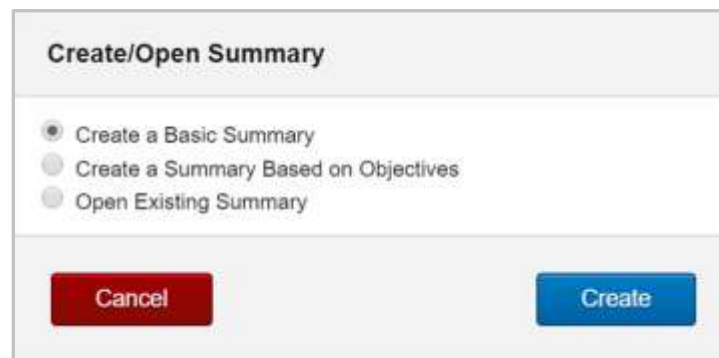 Create/Open Summary
Create a Basic Summary
Create a Summary Based on Objectives
Open Existing Summary
Cancel
Create